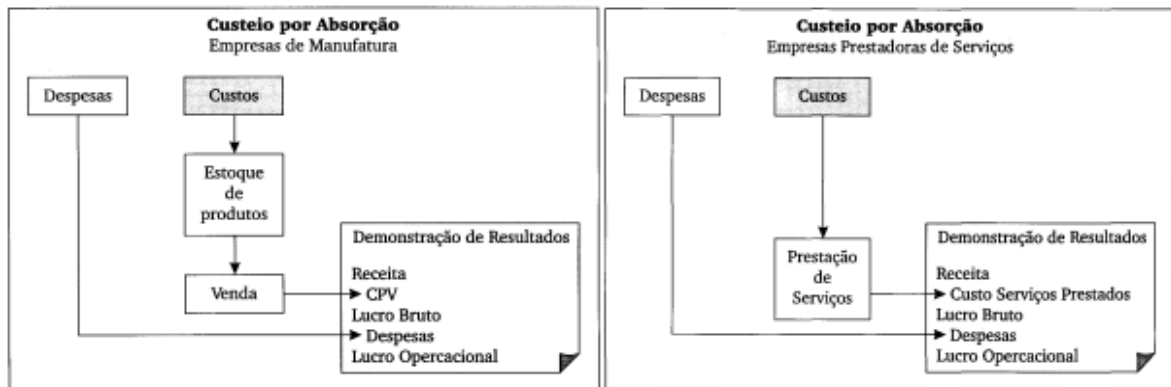 Custeio por Absorção
Empresas de Manufatura
Despesas
Custos
Estoque
de
produtos
Venda
Demonstração de Resultados
Receita
CPV
Lucro Bruto
Despesas
Lucro Opercacional
Custeio por Absorção
Empresas Prestadoras de Serviços
Despesas
Custos
Prestação
de
Serviços
Demonstração de Resultados
Receita
Custo Serviços Prestados
Lucro Bruto
Despesas
Lucro Opercacional